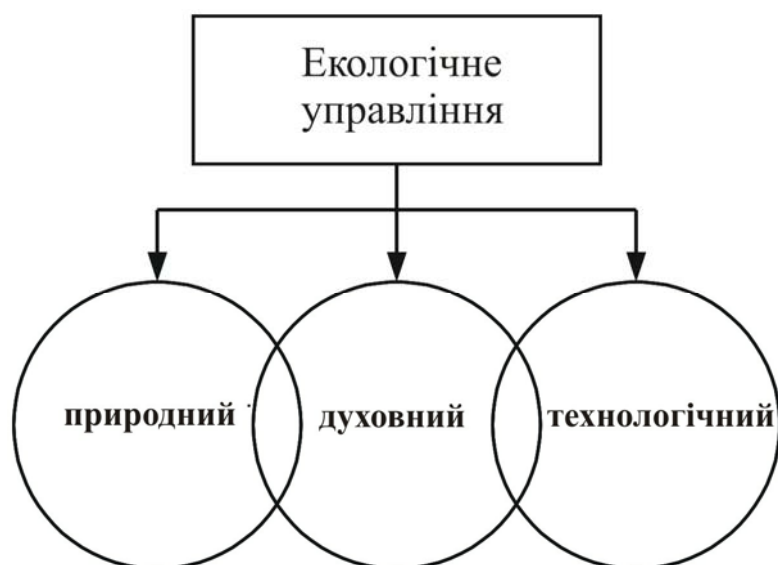 Екологічне
управління
природний духовний технологічний